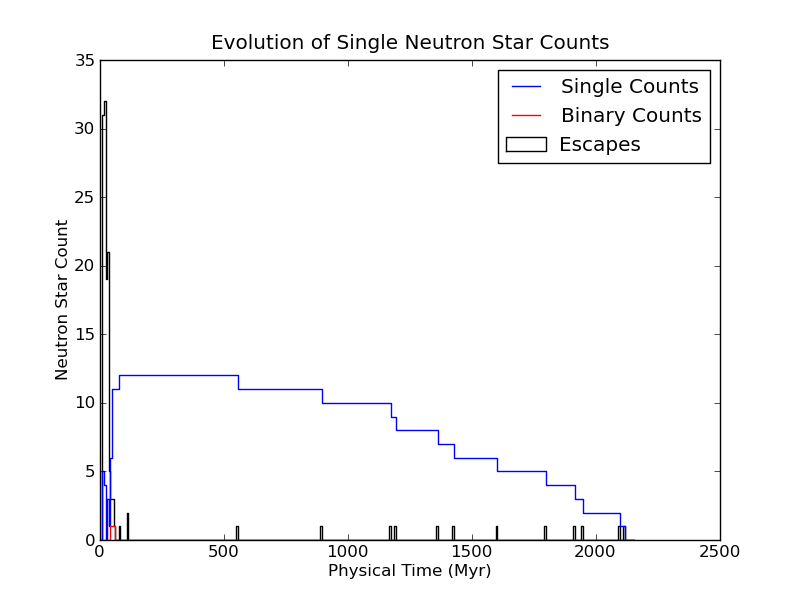 Evolution of Single Neutron Star Counts
Single Counts
Binary Counts
Escapes
Neutron Star Count
35
30
25
20
15
10
5
0
0
500
1000
1500
2000
2500
Physical Time (Myr)